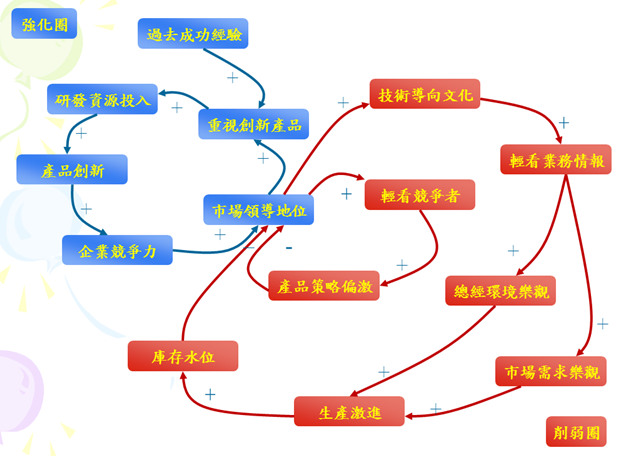 強化圈
過去成功經驗
+
研發資源投入
+
重視創新產品
+
技術導向文化
+
+
輕看業務情報
+
產品創新
+
+
市場領導地位
+
輕看競爭者
+
企業競爭力
+
-
-
+
產品策略偏激
+
總經環境樂觀
+
庫存水位
+
市場需求樂觀
+
生產激進
+
削弱圈